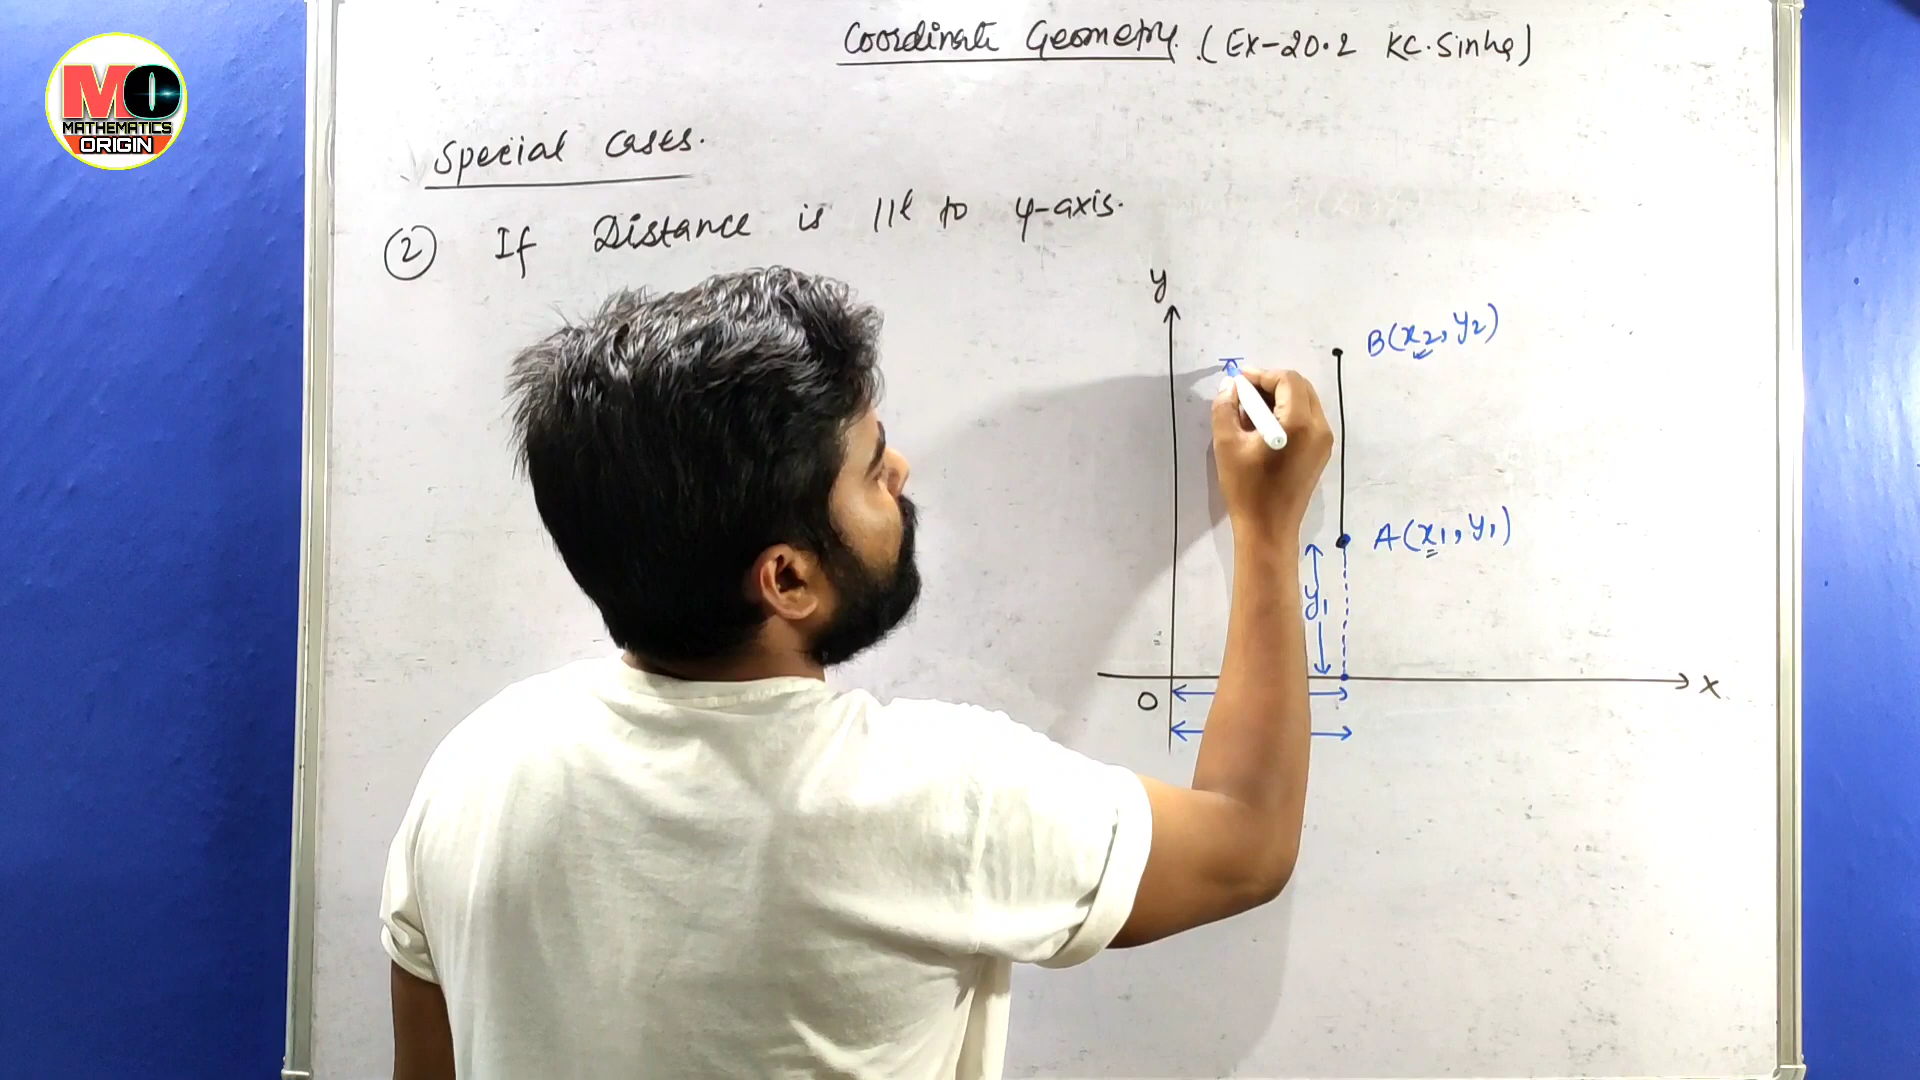 MO
MATHEMATICS
ORIGIN
Coordinate Geometry. (Ex-20.2 KC.Sinha)
Special Cases.
② If Distance is 11l to y-axis.
y
B(x2, y2)
A(x1, y1)
y1
O
X